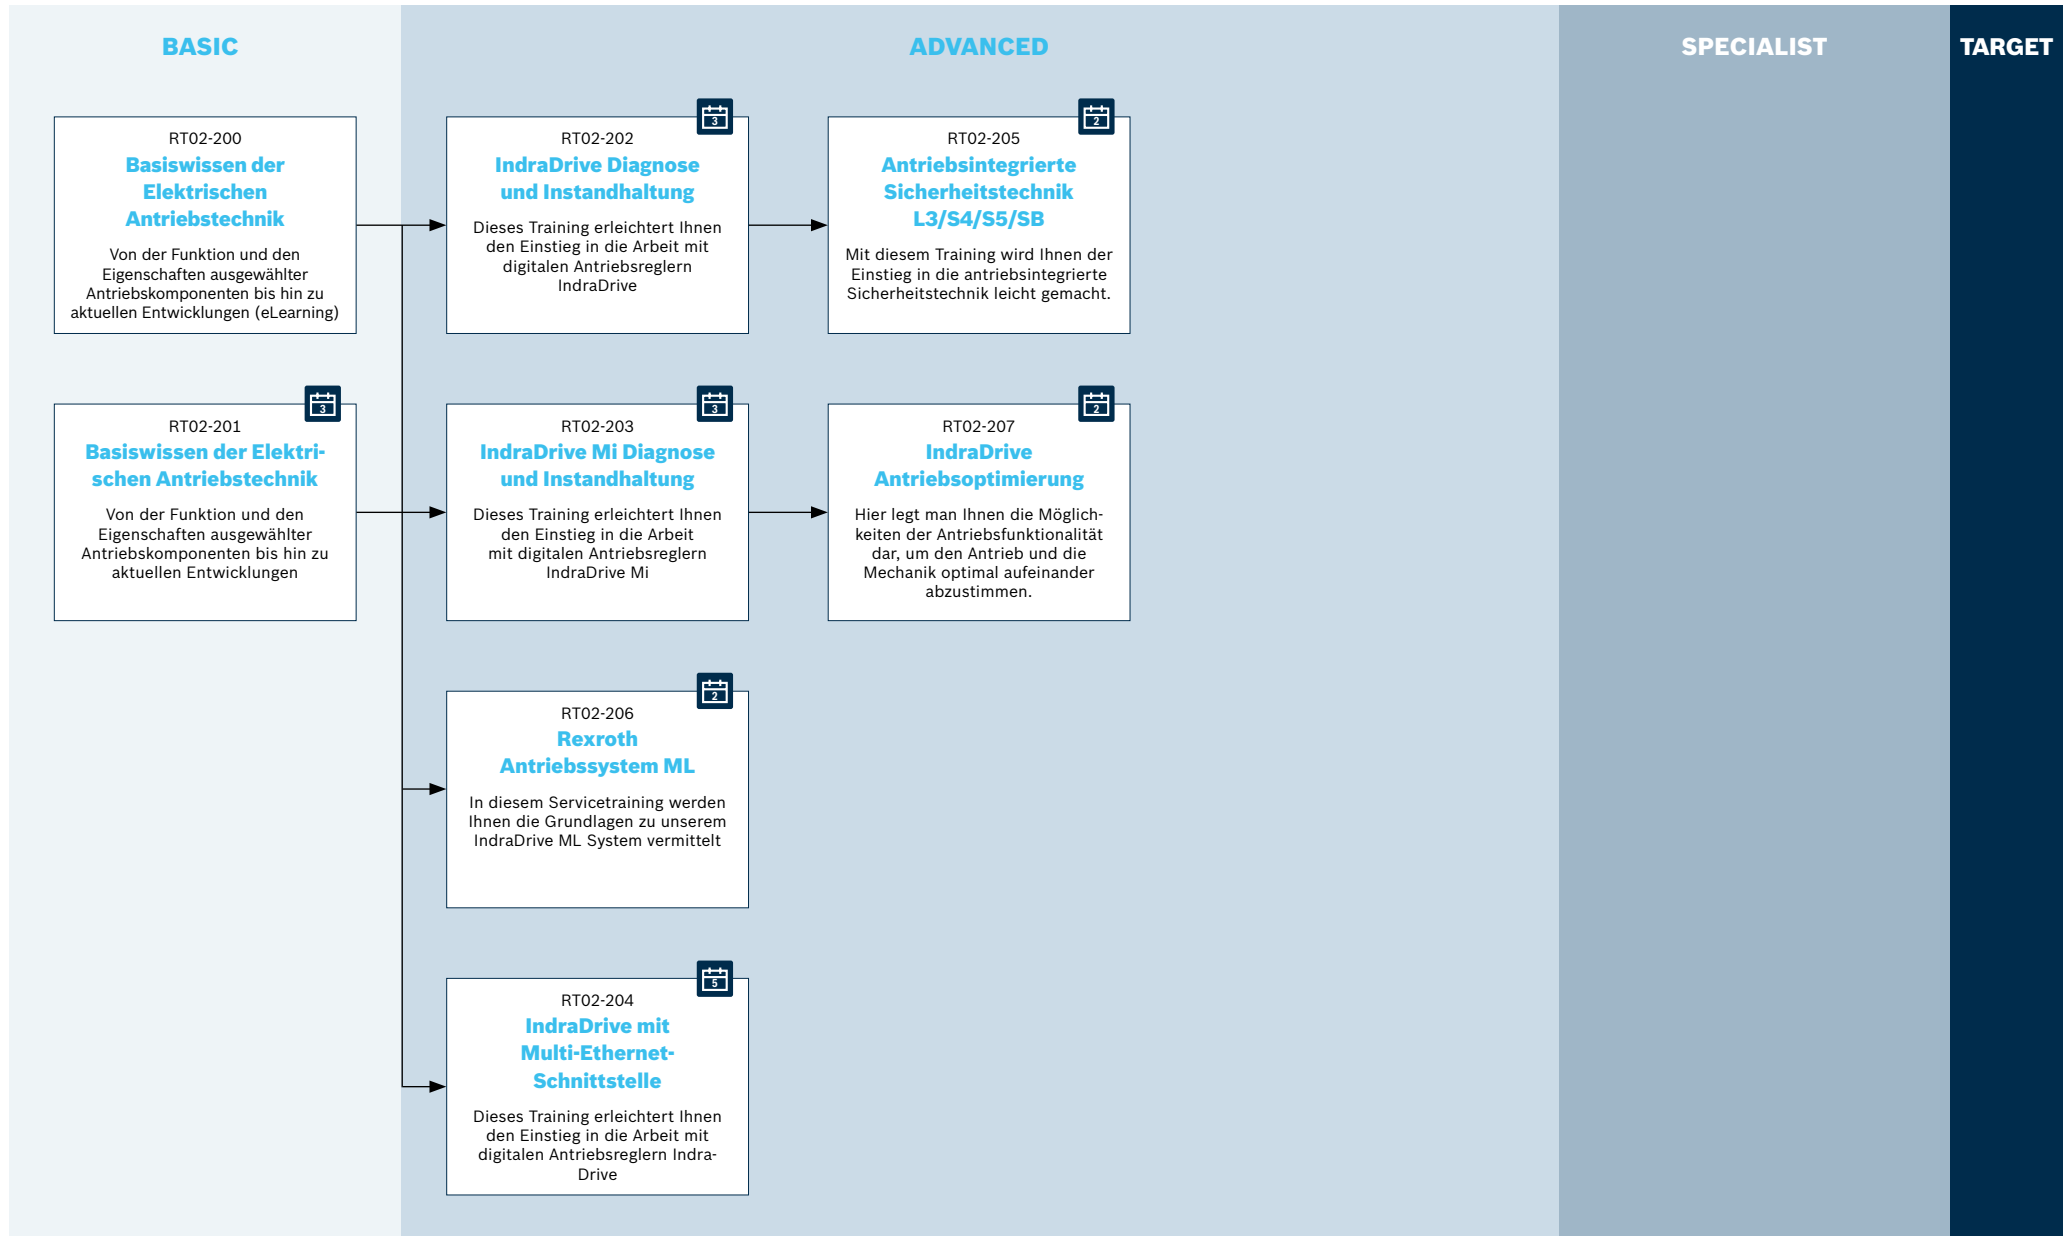 BASIC
ADVANCED
SPECIALIST
TARGET
RT02-200
Basiswissen der
Elektrischen
Antriebstechnik
Von der Funktion und den
Eigenschaften ausgewählter
Antriebskomponenten bis hin zu
aktuellen Entwicklungen (eLearning)
3
RT02-202
IndraDrive Diagnose
und Instandhaltung
Dieses Training erleichtert Ihnen
den Einstieg in die Arbeit mit
digitalen Antriebsreglern
IndraDrive
2
RT02-205
Antriebsintegrierte
Sicherheitstechnik
L3/S4/S5/SB
Mit diesem Training wird Ihnen der
Einstieg in die antriebsintegrierte
Sicherheitstechnik leicht gemacht.
3
RT02-201
Basiswissen der Elektri-
schen Antriebstechnik
Von der Funktion und den
Eigenschaften ausgewählter
Antriebskomponenten bis hin zu
aktuellen Entwicklungen
3
RT02-203
IndraDrive Mi Diagnose
und Instandhaltung
Dieses Training erleichtert Ihnen
den Einstieg in die Arbeit
mit digitalen Antriebsreglern
IndraDrive Mi
2
RT02-207
IndraDrive
Antriebsoptimierung
Hier legt man Ihnen die Möglich-
keiten der Antriebsfunktionalität
dar, um den Antrieb und die
Mechanik optimal aufeinander
abzustimmen.
2
RT02-206
Rexroth
Antriebssystem ML
In diesem Servicetraining werden
Ihnen die Grundlagen zu unserem
IndraDrive ML System vermittelt
5
RT02-204
IndraDrive mit
Multi-Ethernet-
Schnittstelle
Dieses Training erleichtert Ihnen
den Einstieg in die Arbeit mit
digitalen Antriebsreglern Indra-
Drive